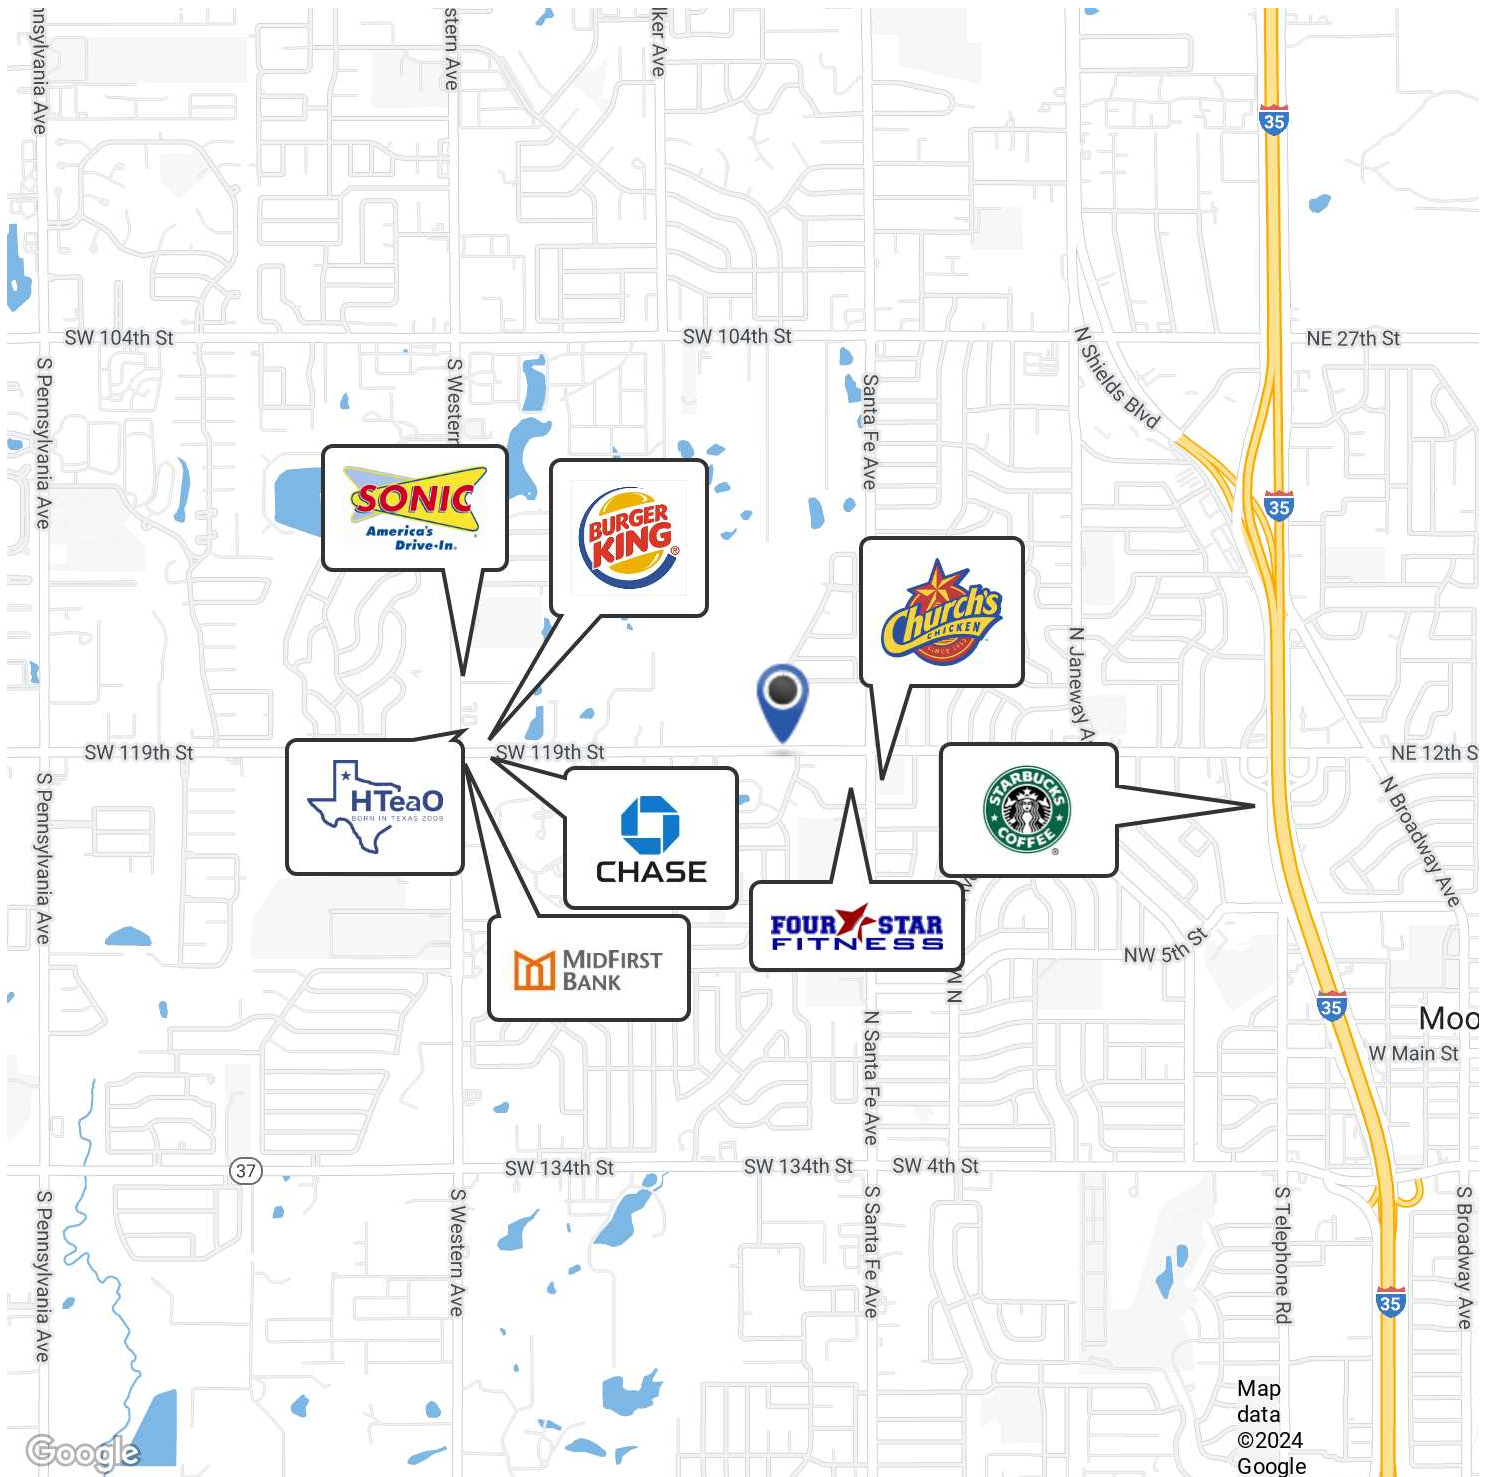 nnsylvania Ave
stern Ave
lker Ave
35
SW 104th St
SW 104th St
NE 27th St
N Shields Blvd
S Pennsylvania Ave
S Western
Santa Fe Ave
35
SONIC
America's
Drive-In
BURGER
KING
Church's
CHICKEN
N Janeway A
SW 119th St
SW 119th St
NE 12th S
HTeaO
BORN IN TEXAS 2009
CHASE
STARBUCKS
COFFEE
N Broadway Ave
S Pennsylvania Ave
FOUR STAR
FITNESS
MIDFIRST
BANK
NW 5th St
35
Moo
W Main St
N Santa Fe Ave
37
SW 134th St
SW 134th St
SW 4th St
S Pennsylvania Ave
S Western Ave
S Santa Fe Ave
S Telephone Rd
S Broadway Ave
35
Map
data
©2024
Google
Google